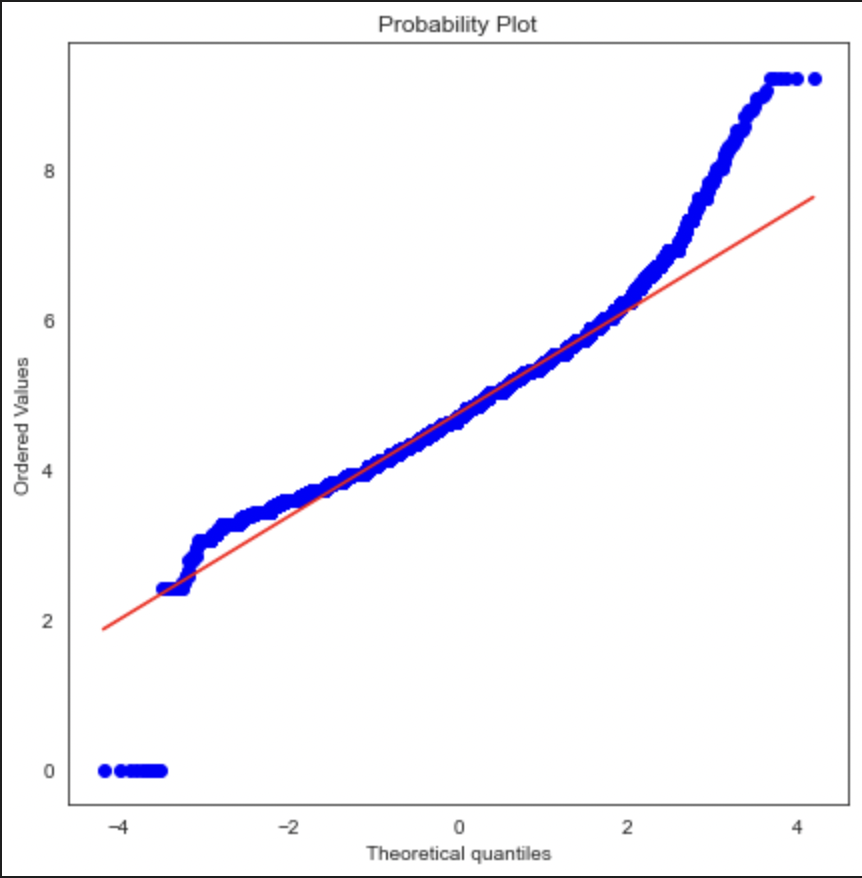 Probability Plot
8
6
4
2
0
Ordered Values
−4 −2 0 2 4
Theoretical quantiles